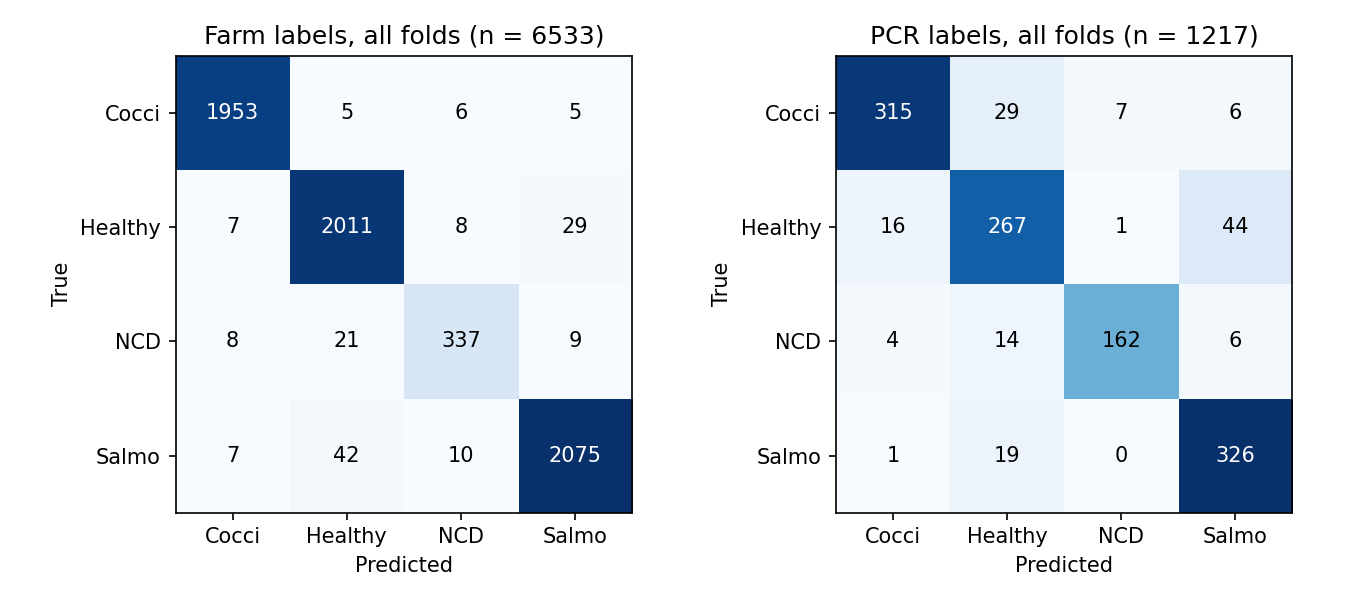 Farm labels, all folds (n = 6533)
Cocci 1953 5 6 5
Healthy 7 2011 8 29
NCD 8 21 337 9
Salmo 7 42 10 2075
True
Cocci Healthy NCD Salmo
Predicted
PCR labels, all folds (n = 1217)
Cocci 315 29 7 6
Healthy 16 267 1 44
NCD 4 14 162 6
Salmo 1 19 0 326
True
Cocci Healthy NCD Salmo
Predicted